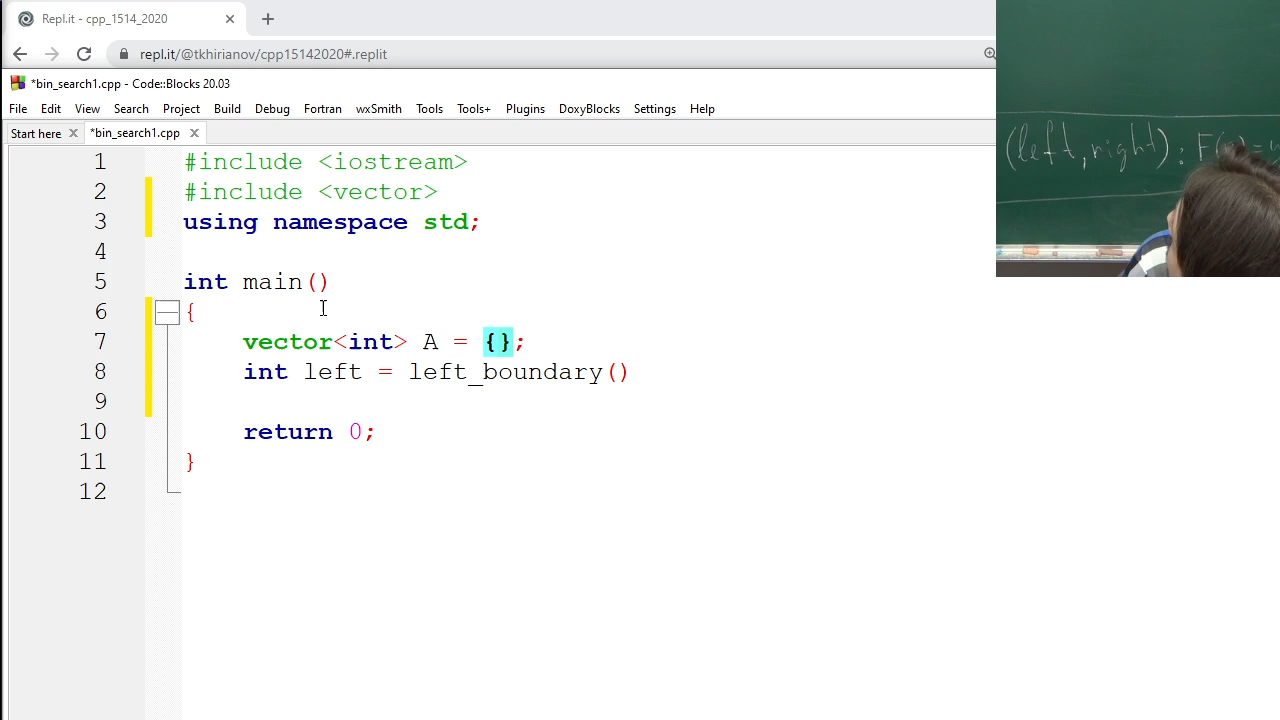 Repl.it - cpp_1514_2020
repl.it/@tkhirianov/cpp15142020#.replit
*bin_search1.cpp - Code::Blocks 20.03
File Edit View Search Project Build Debug Fortran wxSmith Tools Tools+ Plugins DoxyBlocks Settings Help
Start here *bin_search1.cpp
1 #include <iostream>
2 #include <vector>
3 using namespace std;
4
5 int main()
6 {
7 vector<int> A = {};
8 int left = left_boundary()
9
10 return 0;
11 }
12
(left, right): F(